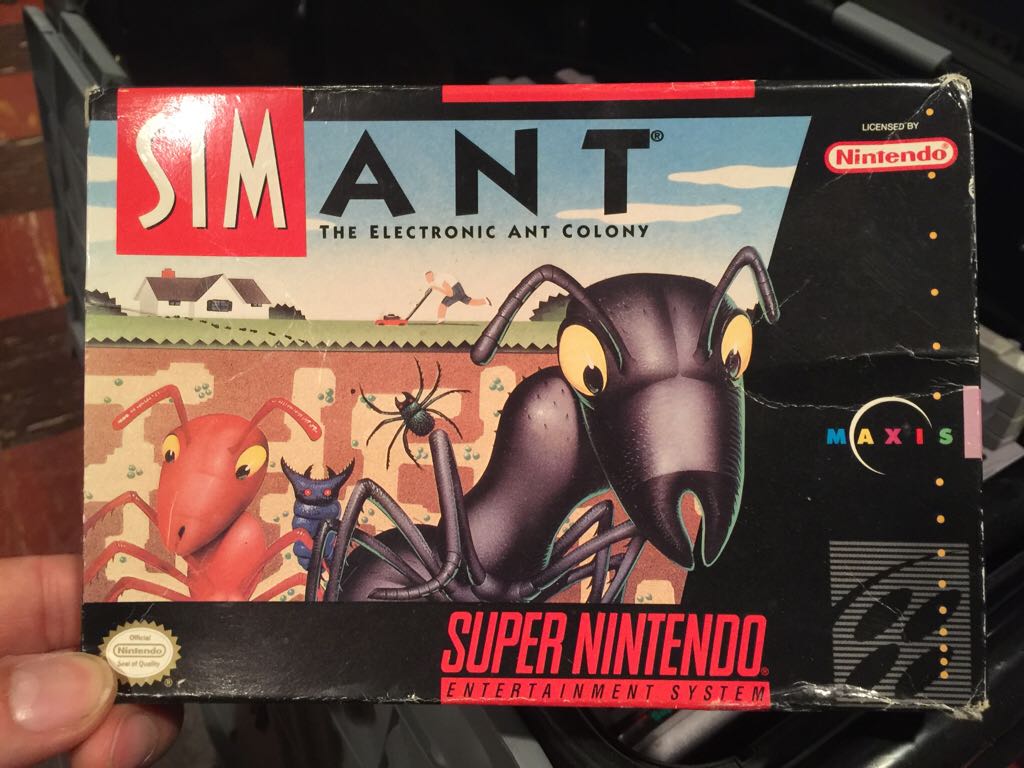 SIM ANT®
THE ELECTRONIC ANT COLONY
LICENSED BY
Nintendo®
MAXIS
Official
Nintendo
Seal of Quality
®
SUPER NINTENDO®
ENTERTAINMENT SYSTEM